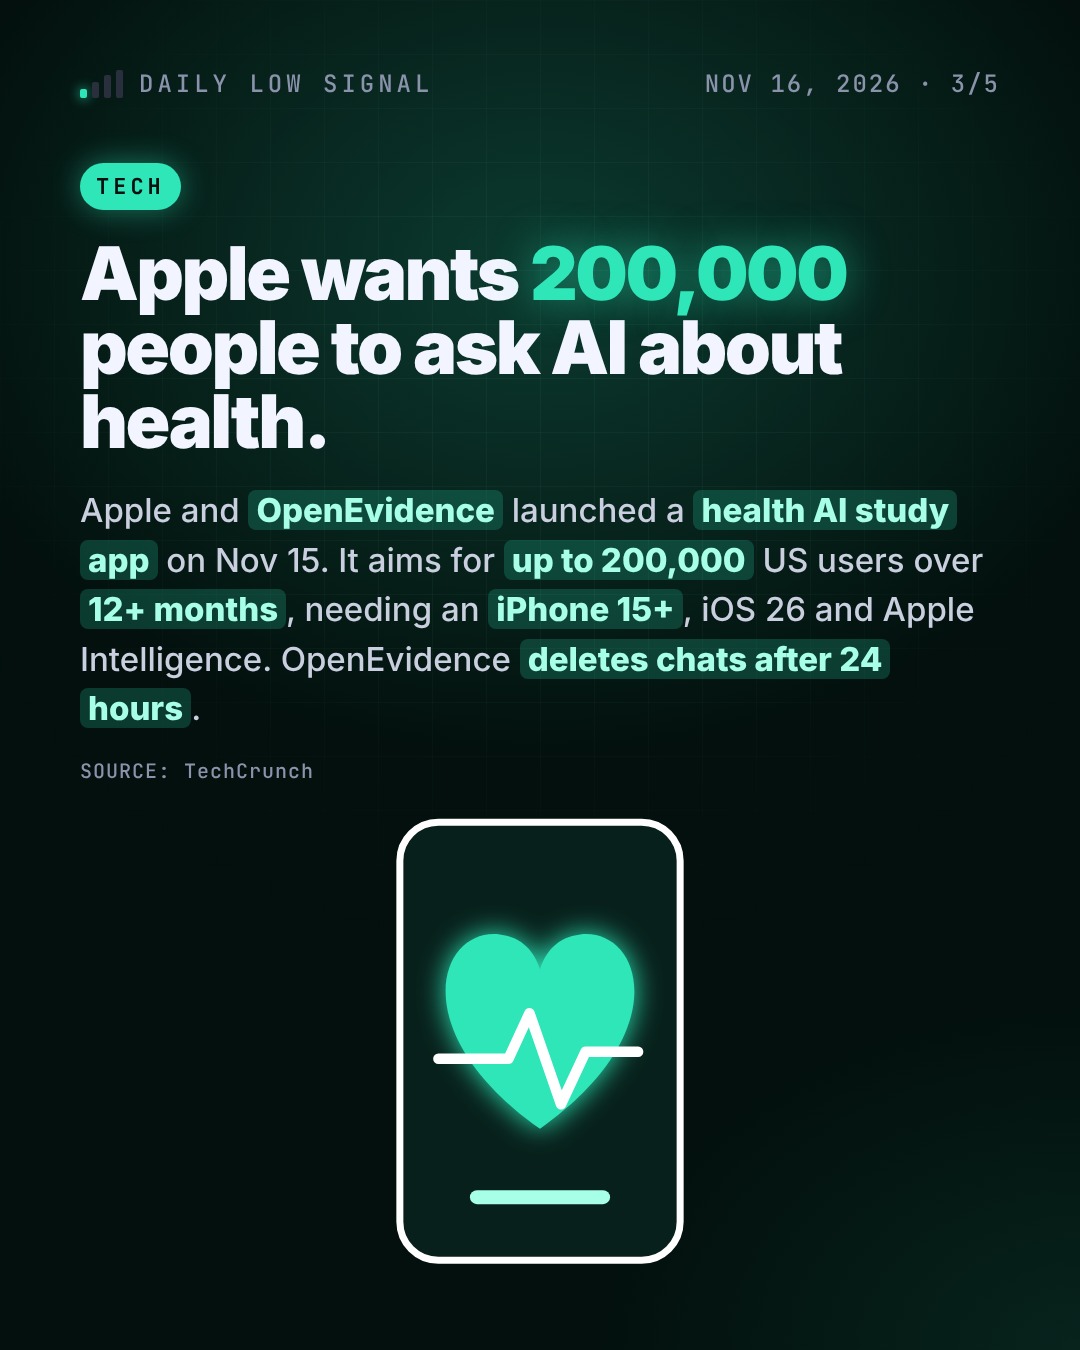 DAILY LOW SIGNAL
NOV 16, 2026 · 3/5
TECH
Apple wants 200,000
people to ask AI about
health.
Apple and OpenEvidence launched a health AI study
app on Nov 15. It aims for up to 200,000 US users over
12+ months, needing an iPhone 15+, iOS 26 and Apple
Intelligence. OpenEvidence deletes chats after 24
hours.
SOURCE: TechCrunch